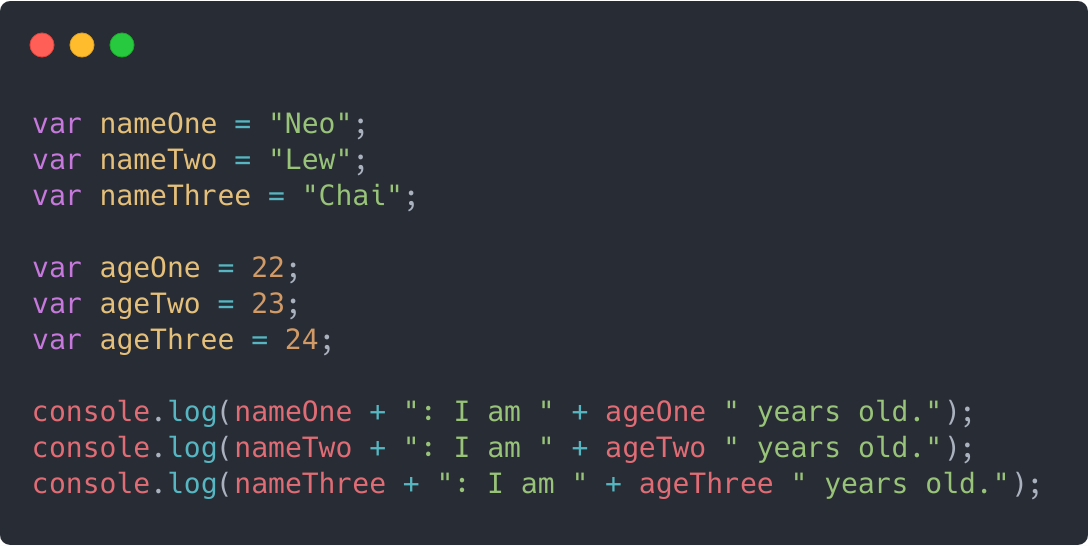 var nameOne = "Neo";
var nameTwo = "Lew";
var nameThree = "Chai";
var ageOne = 22;
var ageTwo = 23;
var ageThree = 24;
console.log(nameOne + ": I am " + ageOne " years old.");
console.log(nameTwo + ": I am " + ageTwo " years old.");
console.log(nameThree + ": I am " + ageThree " years old.");